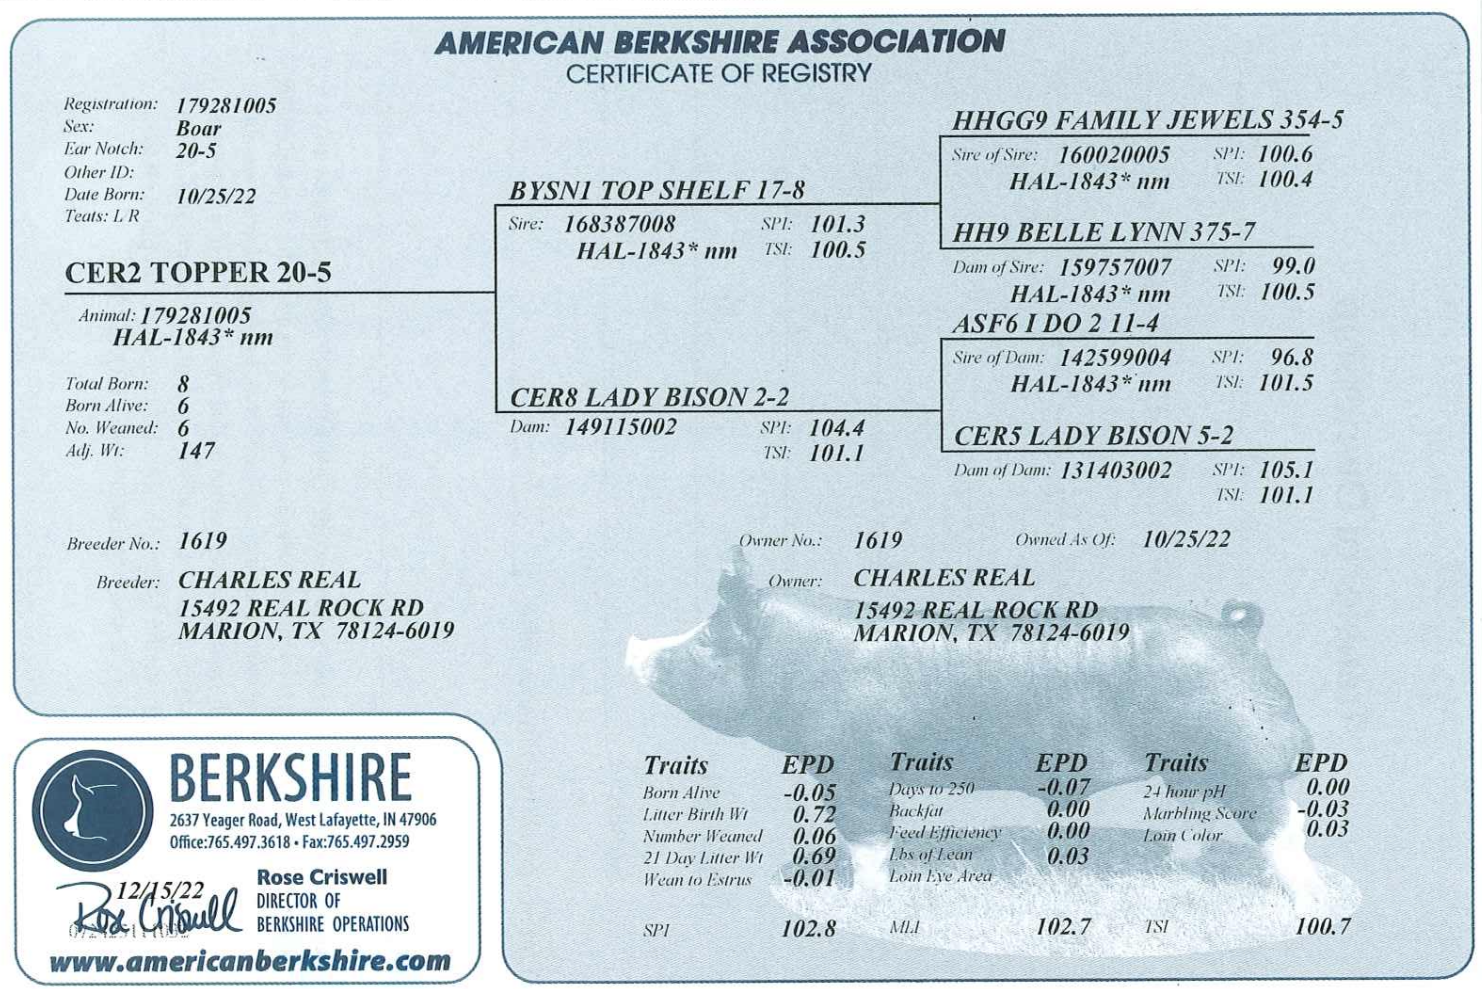 AMERICAN BERKSHIRE ASSOCIATION
CERTIFICATE OF REGISTRY
Registration: 179281005
Sex: Boar
Ear Notch: 20-5
Other ID:
Date Born: 10/25/22
Teats: L R
CER2 TOPPER 20-5
Animal: 179281005
HAL-1843* nm
Total Born: 8
Born Alive: 6
No. Weaned: 6
Adj. Wt: 147
BYSN1 TOP SHELF 17-8
Sire: 168387008 SPI: 101.3
HAL-1843* nm TSI: 100.5
CER8 LADY BISON 2-2
Dam: 149115002 SPI: 104.4
TSI: 101.1
HHGG9 FAMILY JEWELS 354-5
Sire of Sire: 160020005 SPI: 100.6
HAL-1843* nm TSI: 100.4
HH9 BELLE LYNN 375-7
Dam of Sire: 159757007 SPI: 99.0
HAL-1843* nm TSI: 100.5
ASF6 I DO 2 11-4
Sire of Dam: 142599004 SPI: 96.8
HAL-1843* nm TSI: 101.5
CER5 LADY BISON 5-2
Dam of Dam: 131403002 SPI: 105.1
TSI: 101.1
Breeder No.: 1619
Breeder: CHARLES REAL
15492 REAL ROCK RD
MARION, TX 78124-6019
Owner No.: 1619 Owned As Of: 10/25/22
Owner: CHARLES REAL
15492 REAL ROCK RD
MARION, TX 78124-6019
BERKSHIRE
2637 Yeager Road, West Lafayette, IN 47906
Office:765.497.3618 • Fax:765.497.2959
12/15/22
Rose Criswell
Rose Criswell
DIRECTOR OF
BERKSHIRE OPERATIONS
www.americanberkshire.com
Traits EPD Traits EPD Traits EPD
Born Alive -0.05 Days to 250 -0.07 24 hour pH 0.00
Litter Birth Wt 0.72 Backfat 0.00 Marbling Score -0.03
Number Weaned 0.06 Feed Efficiency 0.00 Loin Color 0.03
21 Day Litter Wt 0.69 Lbs of Lean 0.03
Wean to Estrus -0.01 Loin Eye Area
SPI 102.8 MLI 102.7 TSI 100.7